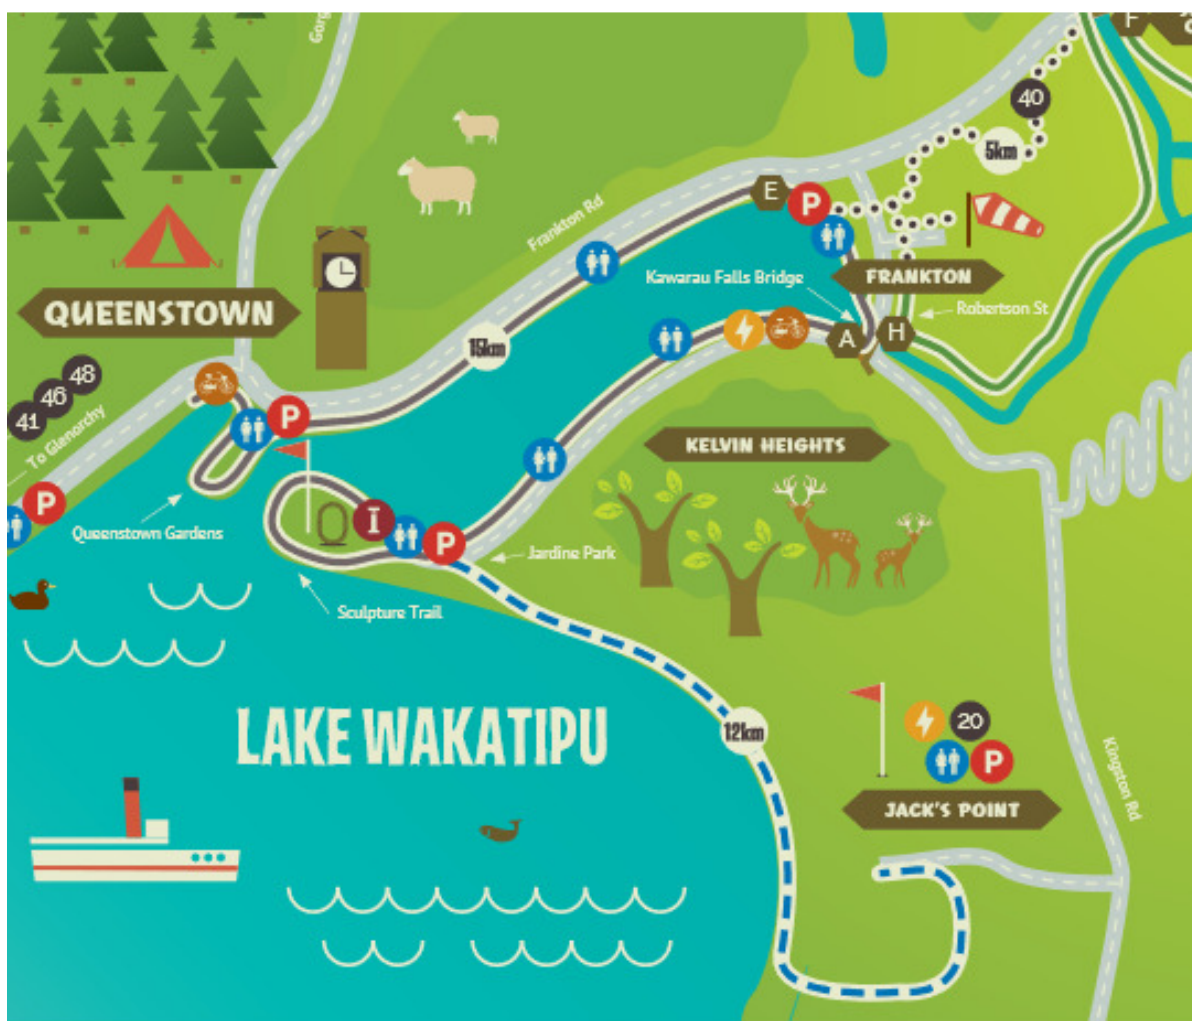 Gorg
F
40
5km
E
P
Frankton Rd
Kawarau Falls Bridge
FRANKTON
Robertson St
QUEENSTOWN
15km
A
H
48
46
41
To Glenorchy
P
KELVIN HEIGHTS
P
Queenstown Gardens
I
P
Jardine Park
Sculpture Trail
LAKE WAKATIPU
12km
20
P
Kingston Rd
JACK'S POINT